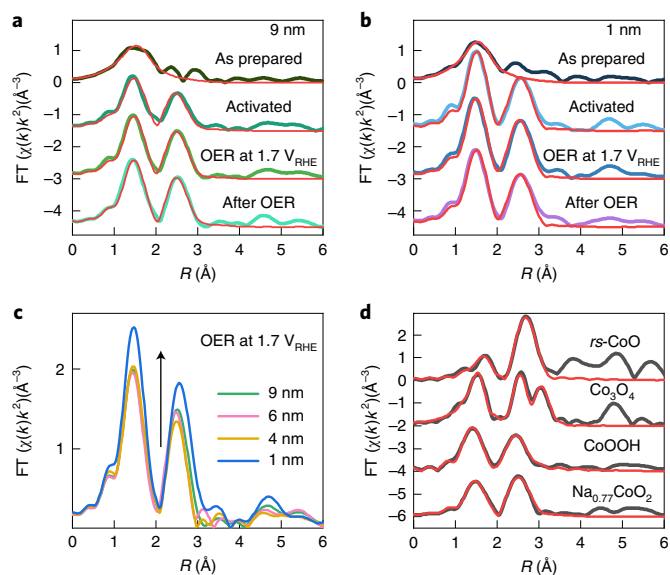 a
9 nm
As prepared
Activated
OER at 1.7 V_RHE
After OER
FT (χ(k)k²)(Å⁻³)
1
0
–1
–2
–3
–4
0 1 2 3 4 5 6
R (Å)
b
1 nm
As prepared
Activated
OER at 1.7 V_RHE
After OER
FT (χ(k)k²)(Å⁻³)
1
0
–1
–2
–3
–4
0 1 2 3 4 5 6
R (Å)
c
OER at 1.7 V_RHE
9 nm
6 nm
4 nm
1 nm
FT (χ(k)k²)(Å⁻³)
2
1
0 1 2 3 4 5 6
R (Å)
d
rs-CoO
Co₃O₄
CoOOH
Na₀.₇₇CoO₂
FT (χ(k)k²)(Å⁻³)
2
1
0
–1
–2
–3
–4
–5
–6
0 1 2 3 4 5 6
R (Å)